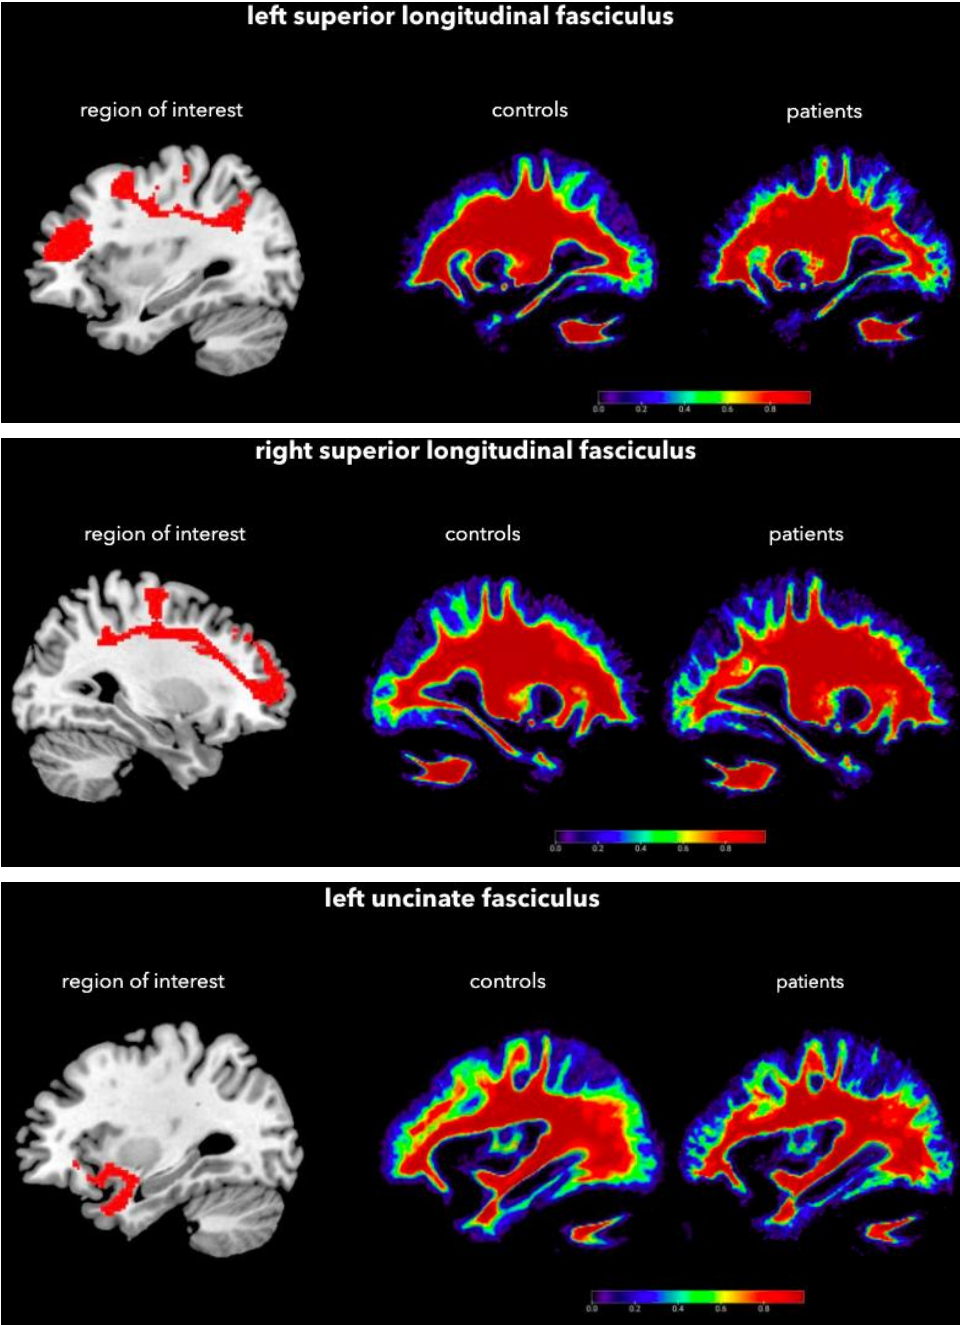 left superior longitudinal fasciculus
region of interest
controls
patients
0.0 0.2 0.4 0.6 0.8
right superior longitudinal fasciculus
region of interest
controls
patients
0.0 0.2 0.4 0.6 0.8
left uncinate fasciculus
region of interest
controls
patients
0.0 0.2 0.4 0.6 0.8